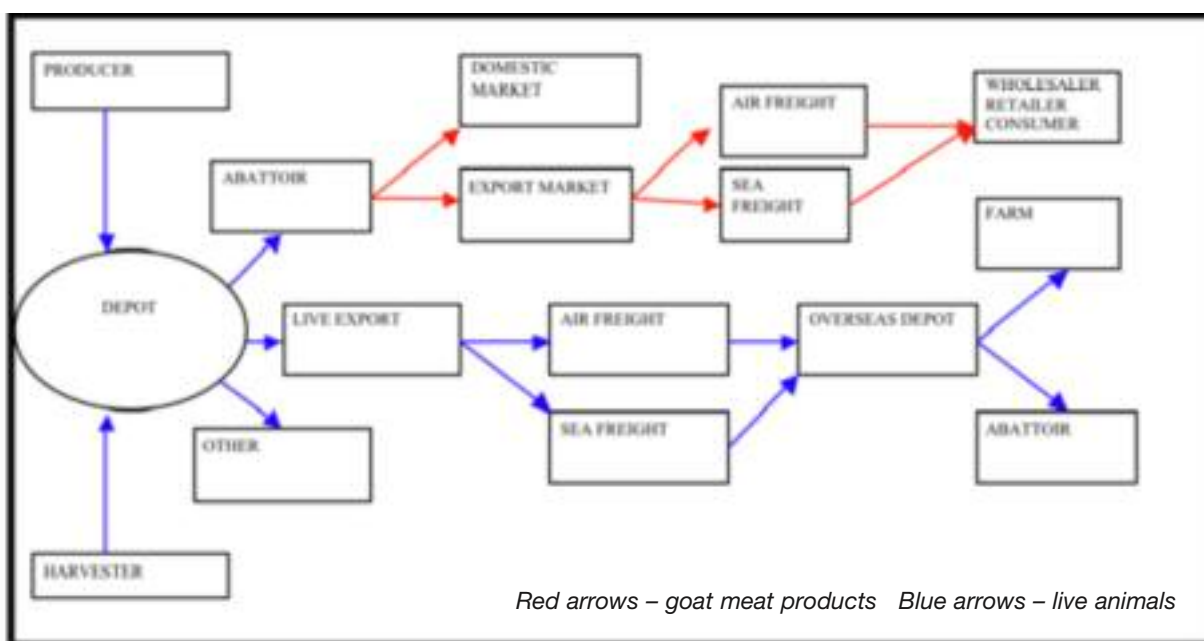 PRODUCER
DOMESTIC
MARKET
AIR FREIGHT
WHOLESALER
RETAILER
CONSUMER
ABATTOIR
EXPORT MARKET
SEA
FREIGHT
FARM
DEPOT
LIVE EXPORT
AIR FREIGHT
OVERSEAS DEPOT
OTHER
SEA FREIGHT
ABATTOIR
HARVESTER
Red arrows – goat meat products Blue arrows – live animals